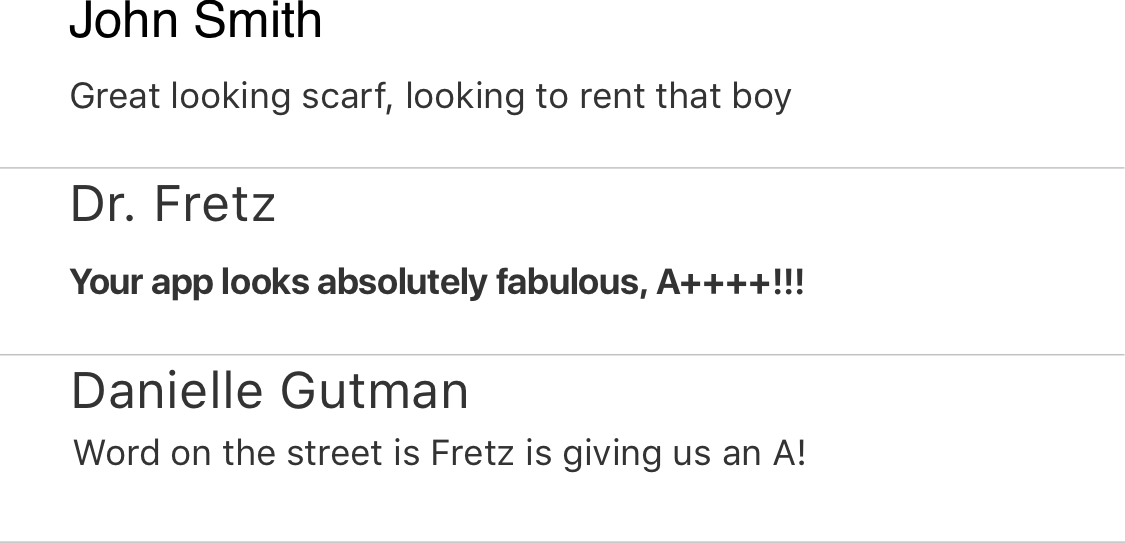 John Smith
Great looking scarf, looking to rent that boy
Dr. Fretz
Your app looks absolutely fabulous, A++++!!!
Danielle Gutman
Word on the street is Fretz is giving us an A!